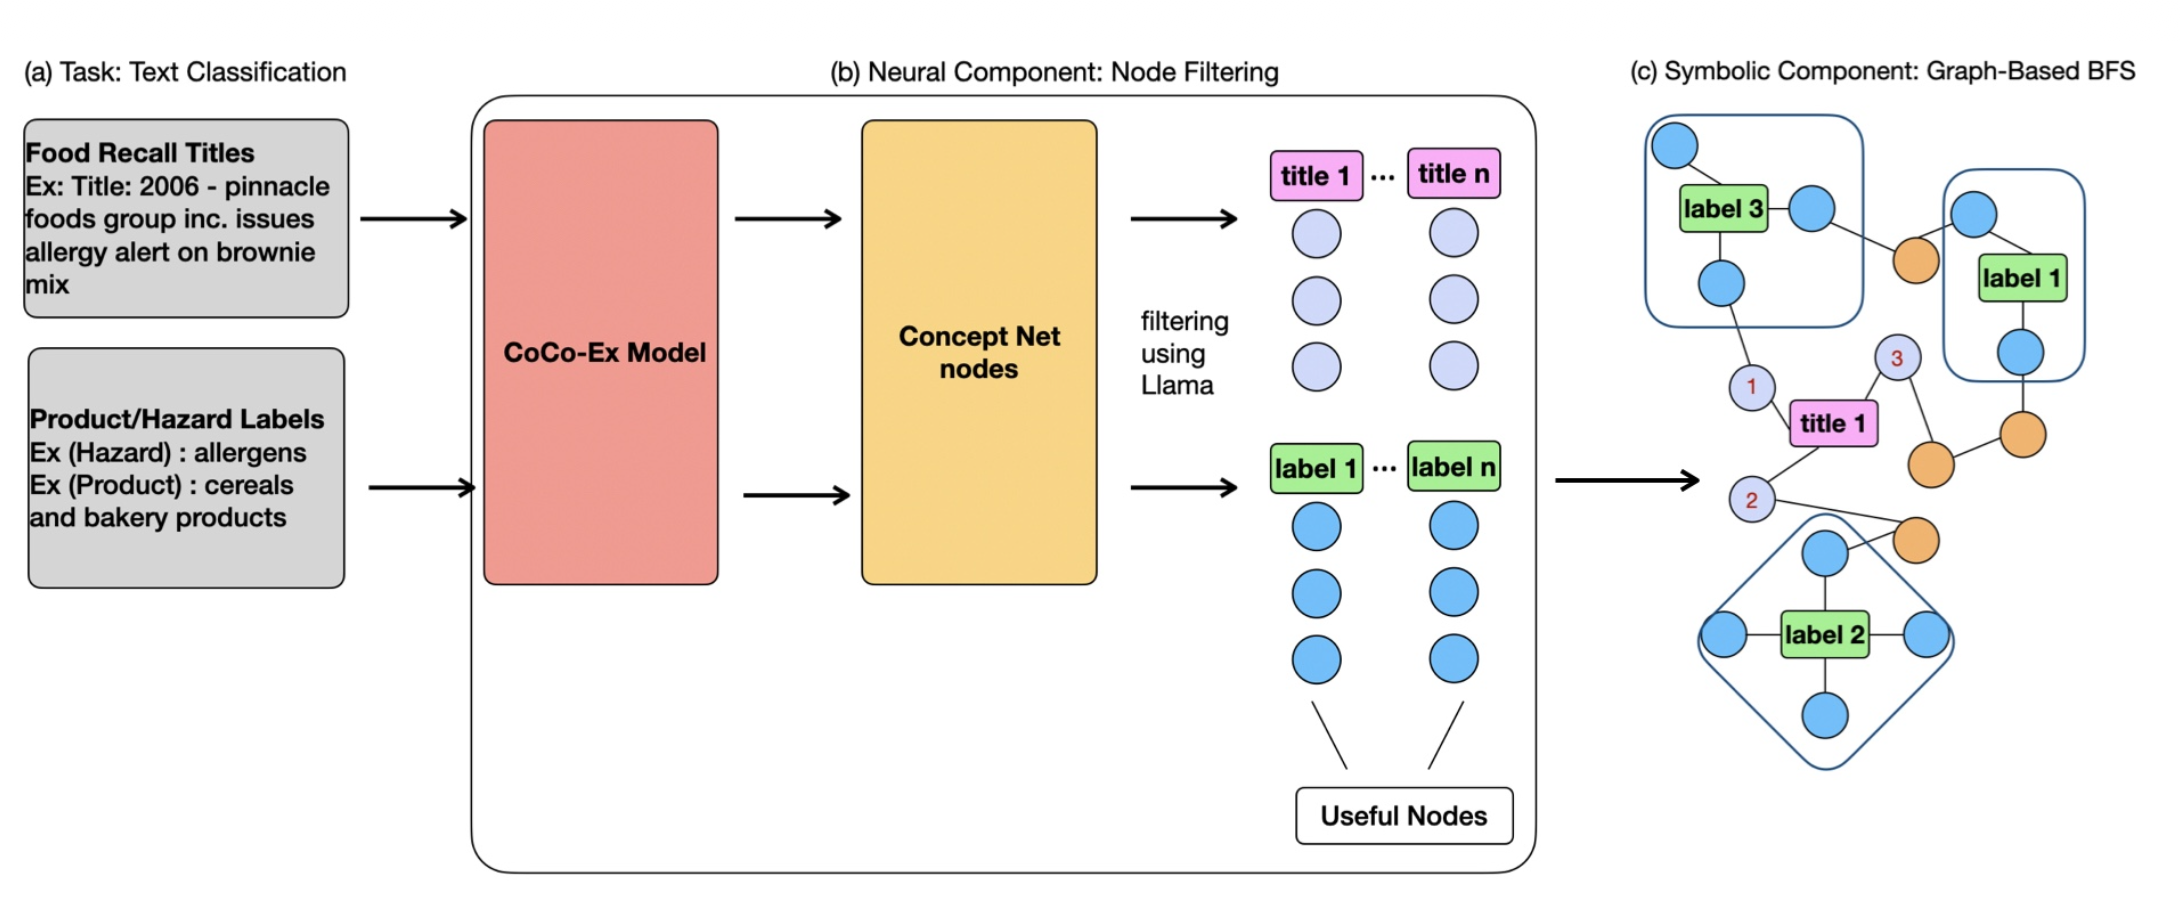 (a) Task: Text Classification
(b) Neural Component: Node Filtering
(c) Symbolic Component: Graph-Based BFS
Food Recall Titles
Ex: Title: 2006 - pinnacle
foods group inc. issues
allergy alert on brownie
mix
Product/Hazard Labels
Ex (Hazard) : allergens
Ex (Product) : cereals
and bakery products
CoCo-Ex Model
Concept Net
nodes
filtering
using
Llama
title 1 ... title n
label 1 ... label n
Useful Nodes
label 3
label 1
3
1
title 1
2
label 2